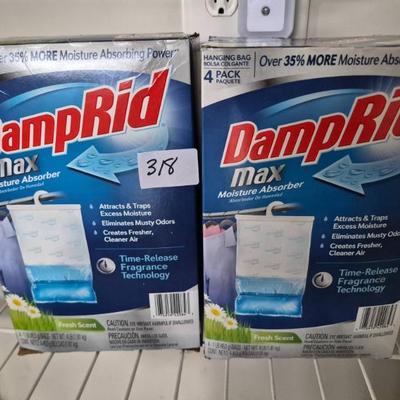 Over 35% MORE Moisture Absorbing Power
DampRid
max
Moisture Absorber
318
Attracts & Traps
Excess Moisture
Eliminates Musty Odors
Creates Fresher,
Cleaner Air
Time-Release
Fragrance
Technology
Fresh Scent
HANGING BAG
BOLSA COLGANTE
4 PACK
PAQUETE
Over 35% MORE Moisture Abso
DampRid
max
Moisture Absorber
Attracts & Traps
Excess Moisture
Eliminates Musty Odors
Creates Fresher,
Cleaner Air
Time-Release
Fragrance
Technology
Fresh Scent